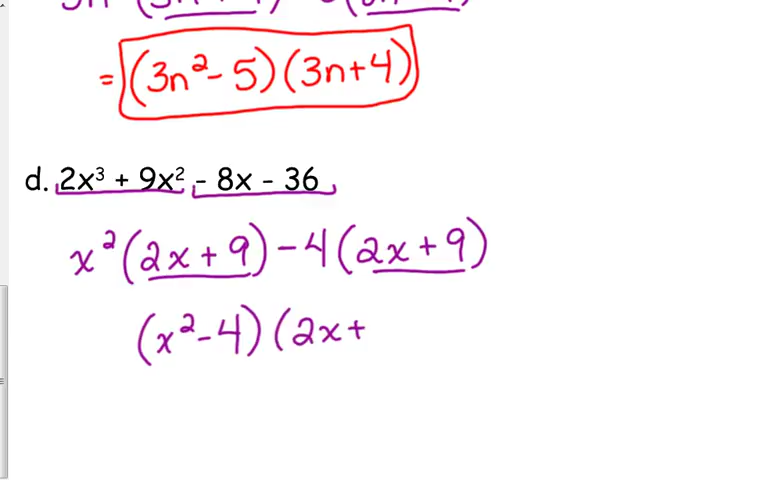 = (3n² - 5)(3n + 4)
d. 2x³ + 9x² - 8x - 36
x²(2x + 9) - 4(2x + 9)
(x² - 4)(2x +